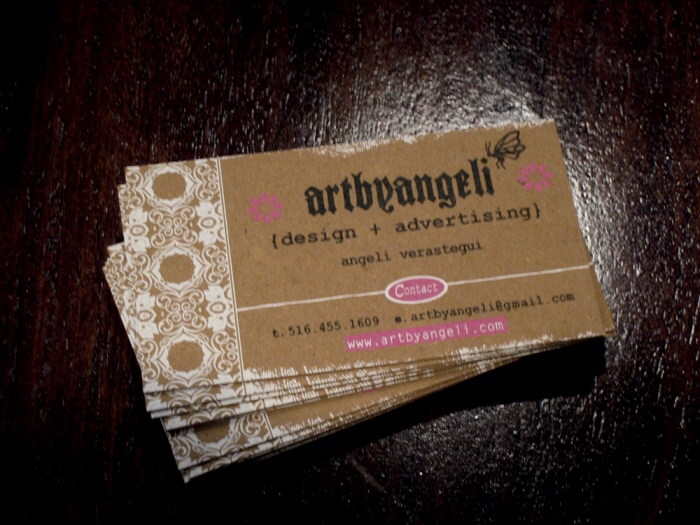 artbyangeli
{design + advertising}
angeli verastegui
Contact
t. 516.455.1609 e. artbyangeli@gmail.com
www.artbyangeli.com